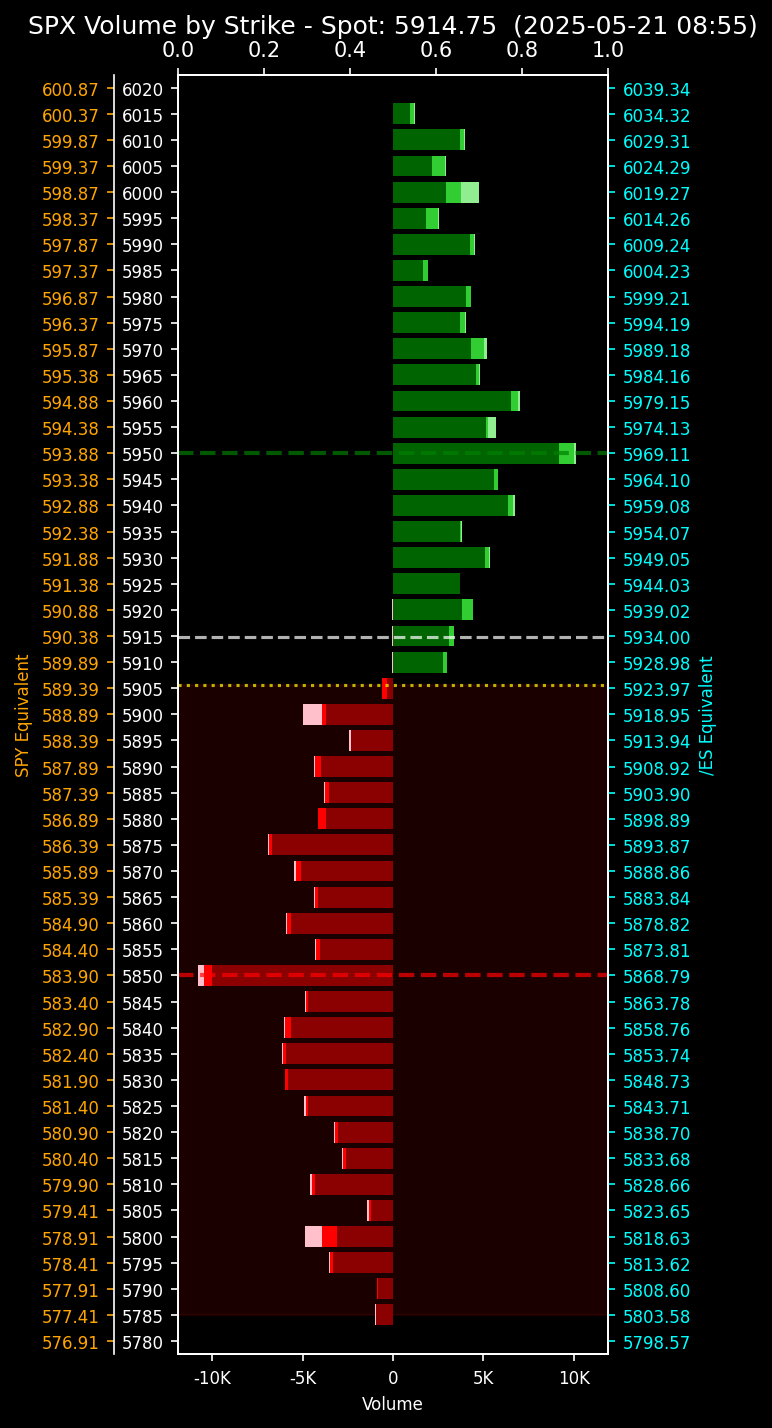 SPX Volume by Strike - Spot: 5914.75 (2025-05-21 08:55)
0.0 0.2 0.4 0.6 0.8 1.0
600.87 6020 6039.34
600.37 6015 6034.32
599.87 6010 6029.31
599.37 6005 6024.29
598.87 6000 6019.27
598.37 5995 6014.26
597.87 5990 6009.24
597.37 5985 6004.23
596.87 5980 5999.21
596.37 5975 5994.19
595.87 5970 5989.18
595.38 5965 5984.16
594.88 5960 5979.15
594.38 5955 5974.13
593.88 5950 5969.11
593.38 5945 5964.10
592.88 5940 5959.08
592.38 5935 5954.07
591.88 5930 5949.05
591.38 5925 5944.03
590.88 5920 5939.02
590.38 5915 5934.00
589.89 5910 5928.98
589.39 5905 5923.97
588.89 5900 5918.95
588.39 5895 5913.94
587.89 5890 5908.92
587.39 5885 5903.90
586.89 5880 5898.89
586.39 5875 5893.87
585.89 5870 5888.86
585.39 5865 5883.84
584.90 5860 5878.82
584.40 5855 5873.81
583.90 5850 5868.79
583.40 5845 5863.78
582.90 5840 5858.76
582.40 5835 5853.74
581.90 5830 5848.73
581.40 5825 5843.71
580.90 5820 5838.70
580.40 5815 5833.68
579.90 5810 5828.66
579.41 5805 5823.65
578.91 5800 5818.63
578.41 5795 5813.62
577.91 5790 5808.60
577.41 5785 5803.58
576.91 5780 5798.57
SPY Equivalent
/ES Equivalent
-10K -5K 0 5K 10K
Volume